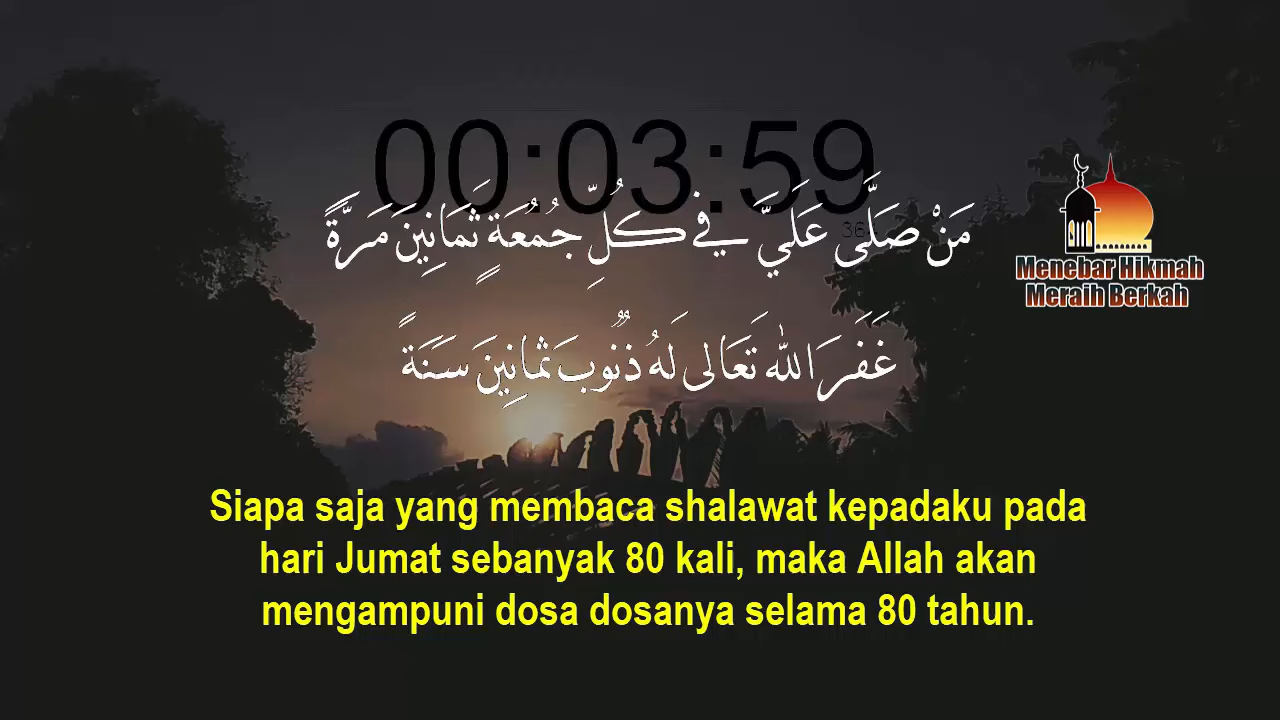 00:03:59
36
مَنْ صَلَّى عَلَيَّ فِي كُلِّ جُمُعَةٍ ثَمَانِينَ مَرَّةً
غَفَرَ اللهُ تَعَالَى لَهُ ذُنُوبَ ثَمَانِينَ سَنَةً
Menebar Hikmah
Meraih Berkah
Siapa saja yang membaca shalawat kepadaku pada
hari Jumat sebanyak 80 kali, maka Allah akan
mengampuni dosa dosanya selama 80 tahun.